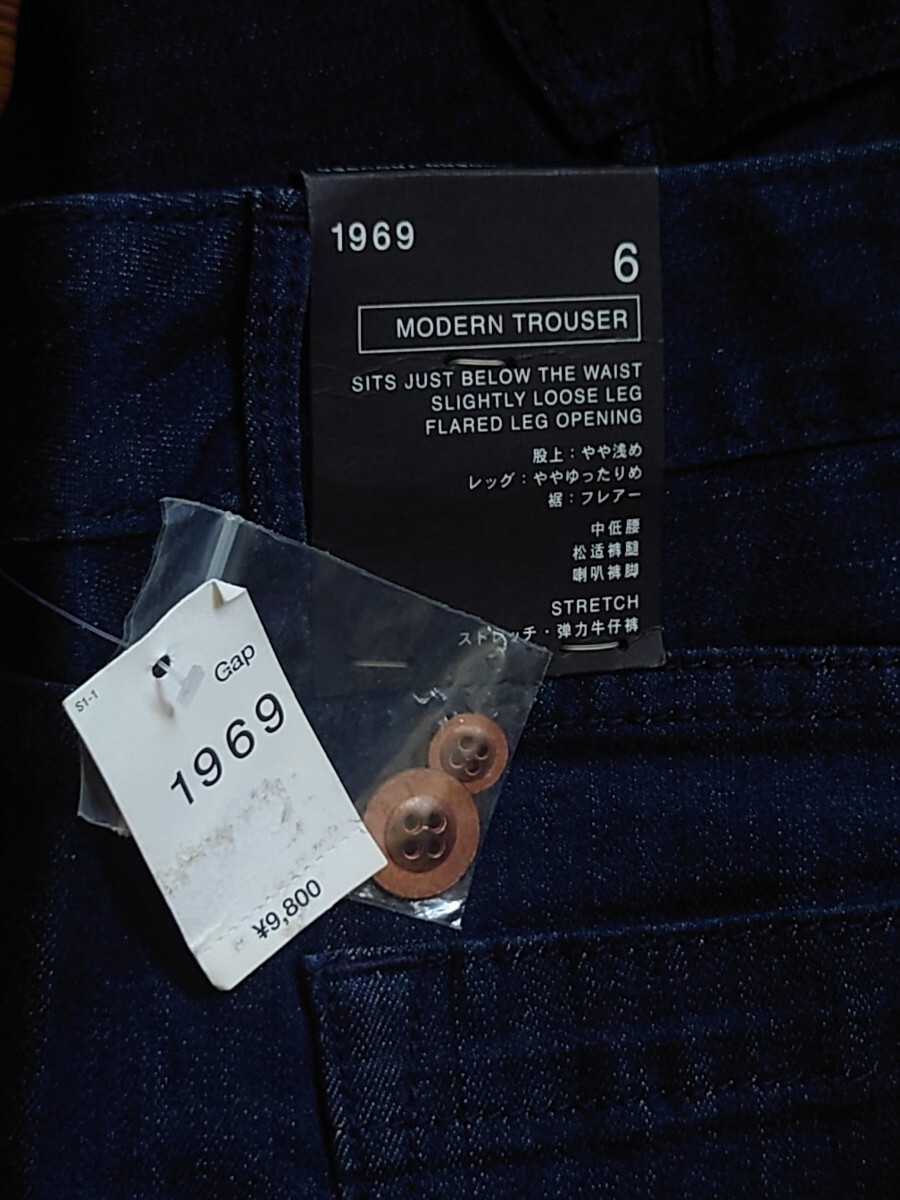 1969
6
MODERN TROUSER
SITS JUST BELOW THE WAIST
SLIGHTLY LOOSE LEG
FLARED LEG OPENING
股上：やや浅め
レッグ：ややゆったりめ
裾：フレアー
中低腰
松适裤腿
喇叭裤脚
STRETCH
ストレッチ・弹力牛仔裤
S1-1
Gap
1969
¥9,800